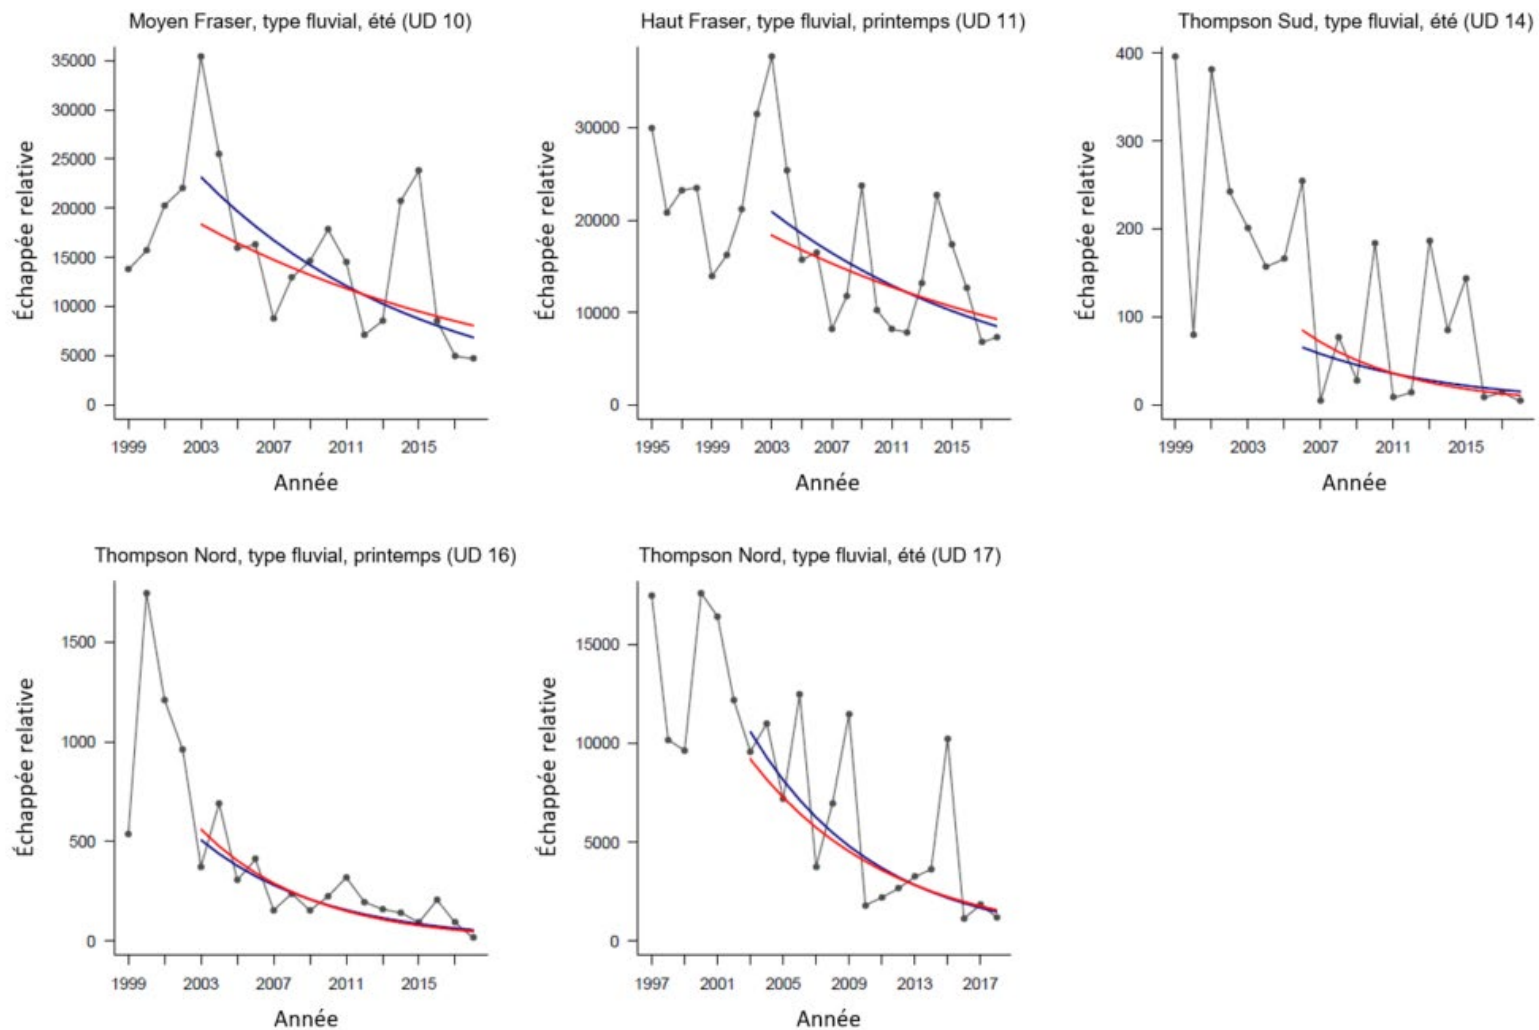 Moyen Fraser, type fluvial, été (UD 10)
35000
30000
25000
20000
15000
10000
5000
0
Échappée relative
1999 2003 2007 2011 2015
Année
Haut Fraser, type fluvial, printemps (UD 11)
30000
20000
10000
0
Échappée relative
1995 1999 2003 2007 2011 2015
Année
Thompson Sud, type fluvial, été (UD 14)
400
300
200
100
0
Échappée relative
1999 2003 2007 2011 2015
Année
Thompson Nord, type fluvial, printemps (UD 16)
1500
1000
500
0
Échappée relative
1999 2003 2007 2011 2015
Année
Thompson Nord, type fluvial, été (UD 17)
15000
10000
5000
0
Échappée relative
1997 2001 2005 2009 2013 2017
Année